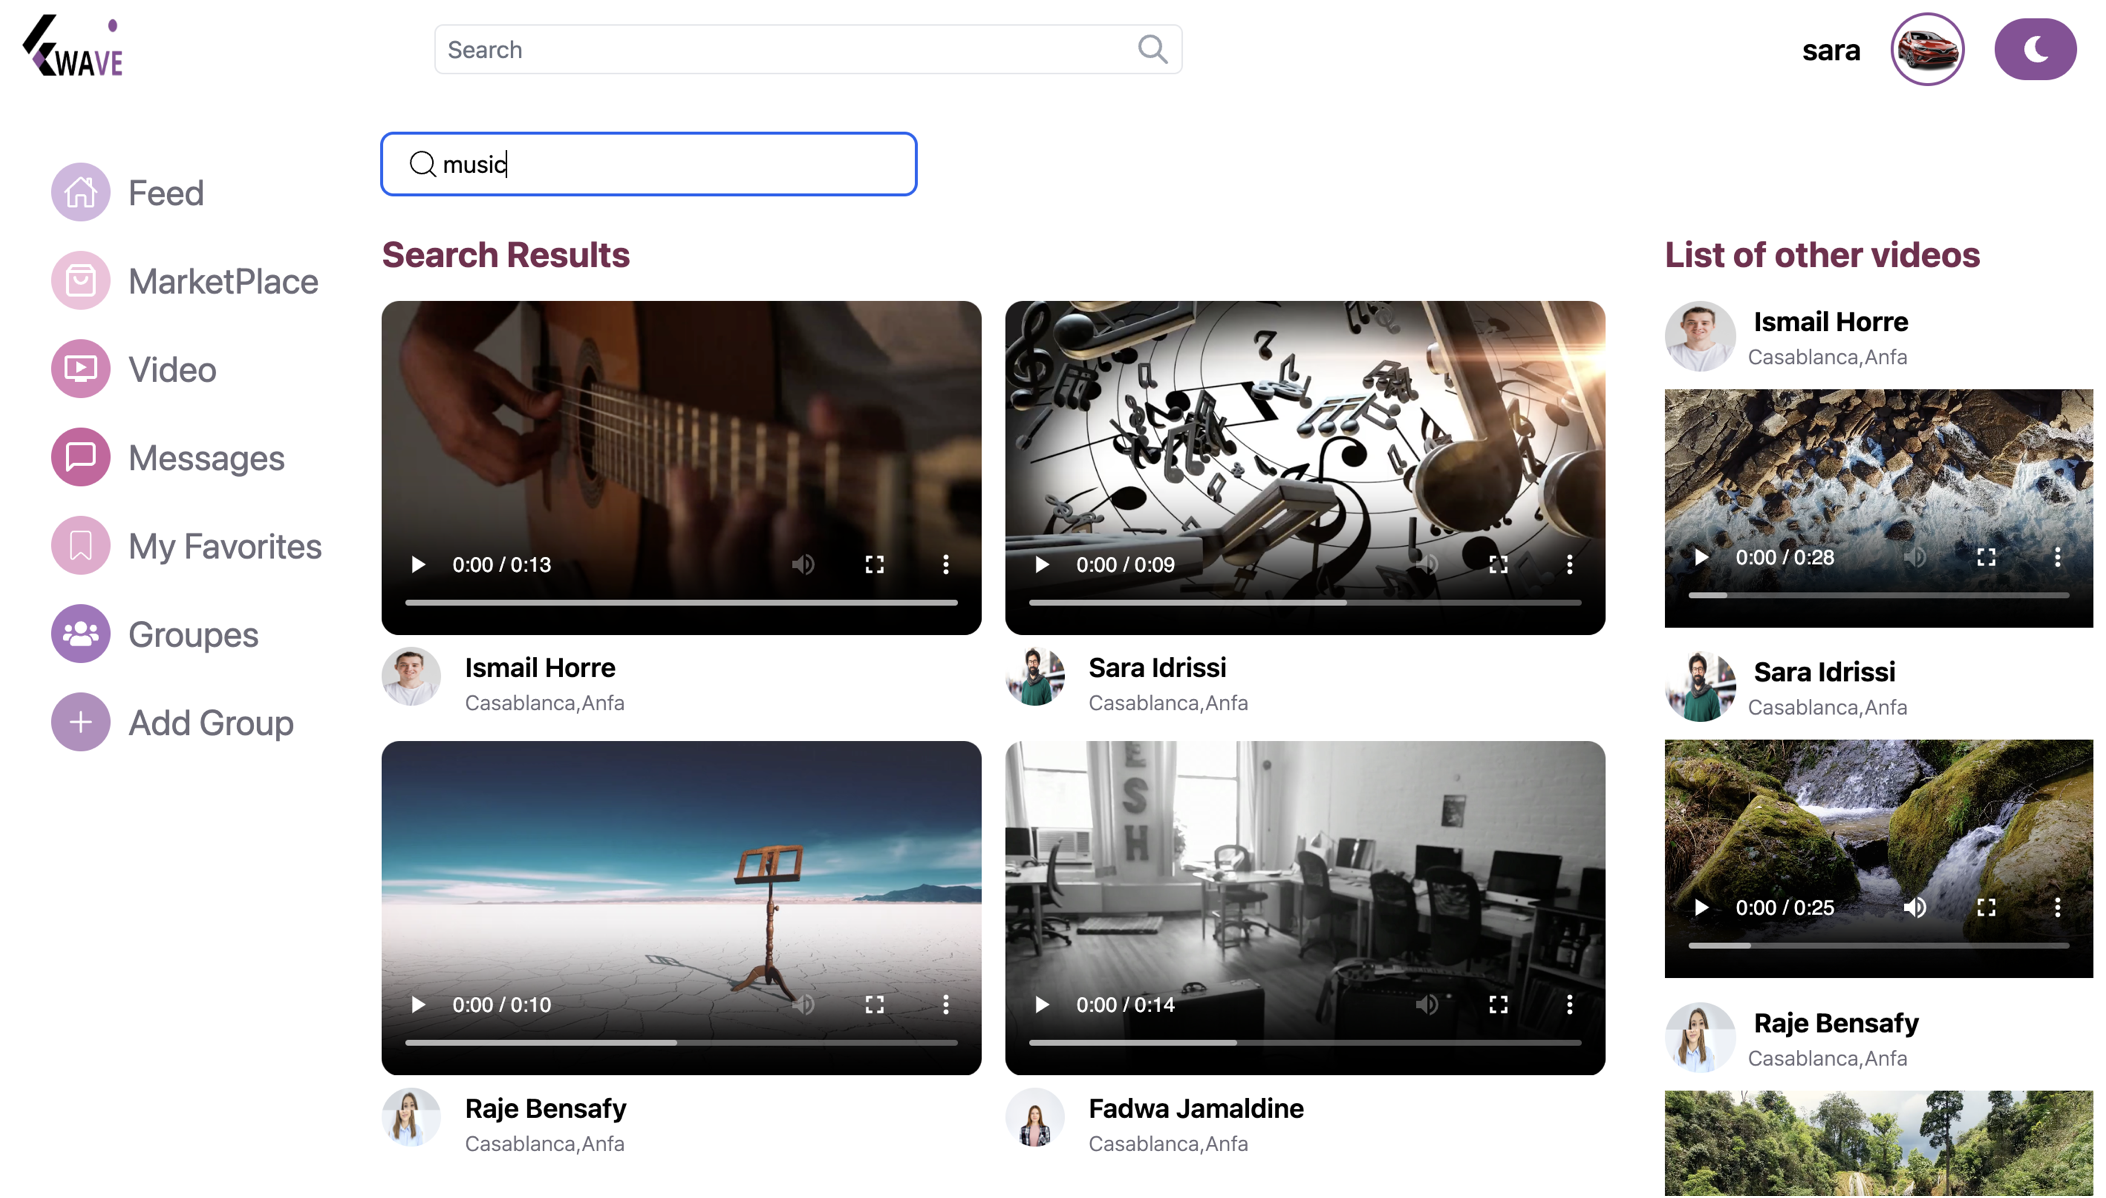 WAVE
Search
sara
music
Feed
MarketPlace
Video
Messages
My Favorites
Groupes
Add Group
Search Results
0:00 / 0:13
0:00 / 0:09
Ismail Horre
Casablanca,Anfa
Sara Idrissi
Casablanca,Anfa
ESH
0:00 / 0:10
0:00 / 0:14
Raje Bensafy
Casablanca,Anfa
Fadwa Jamaldine
Casablanca,Anfa
List of other videos
Ismail Horre
Casablanca,Anfa
0:00 / 0:28
Sara Idrissi
Casablanca,Anfa
0:00 / 0:25
Raje Bensafy
Casablanca,Anfa